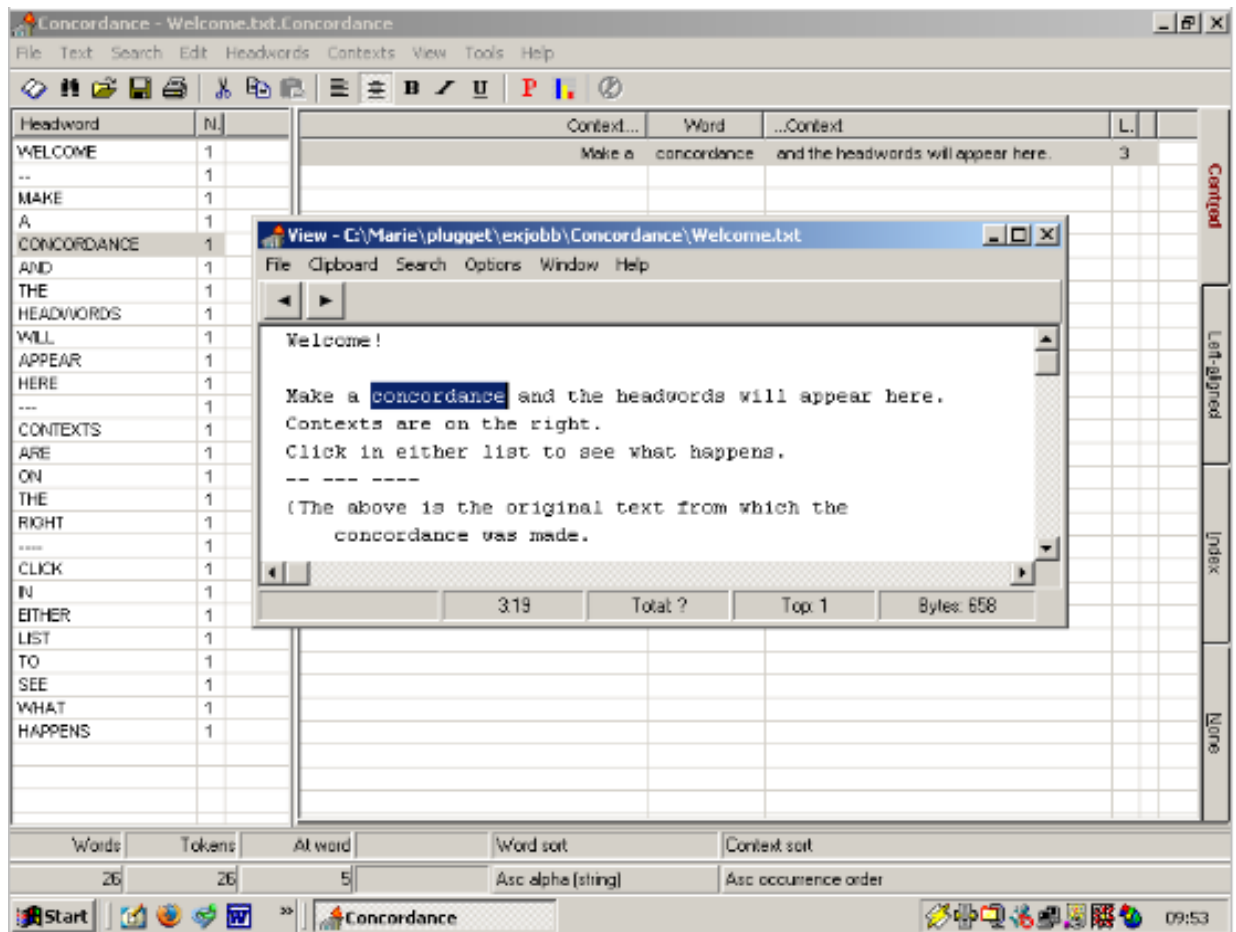 Concordance - Welcome.txt.Concordance
File Text Search Edit Headwords Contexts View Tools Help
B I U P
Headword N.
Context... Word ...Context L.
WELCOME 1
Make a concordance and the headwords will appear here. 3
-- 1
MAKE 1
A 1
CONCORDANCE 1
AND 1
THE 1
HEADWORDS 1
WILL 1
APPEAR 1
HERE 1
--- 1
CONTEXTS 1
ARE 1
ON 1
THE 1
RIGHT 1
---- 1
CLICK 1
IN 1
EITHER 1
LIST 1
TO 1
SEE 1
WHAT 1
HAPPENS 1
View - C:\Marie\plugget\exjobb\Concordance\Welcome.txt
File Clipboard Search Options Window Help
Welcome!
Make a concordance and the headwords will appear here.
Contexts are on the right.
Click in either list to see what happens.
-- --- ----
(The above is the original text from which the
concordance was made.
3:19 Total: ? Top: 1 Bytes: 658
Centred
Left-aligned
Index
None
Words Tokens At word Word sort Context sort
26 26 5 Asc alpha (string) Asc occurrence order
Start W » Concordance 09:53